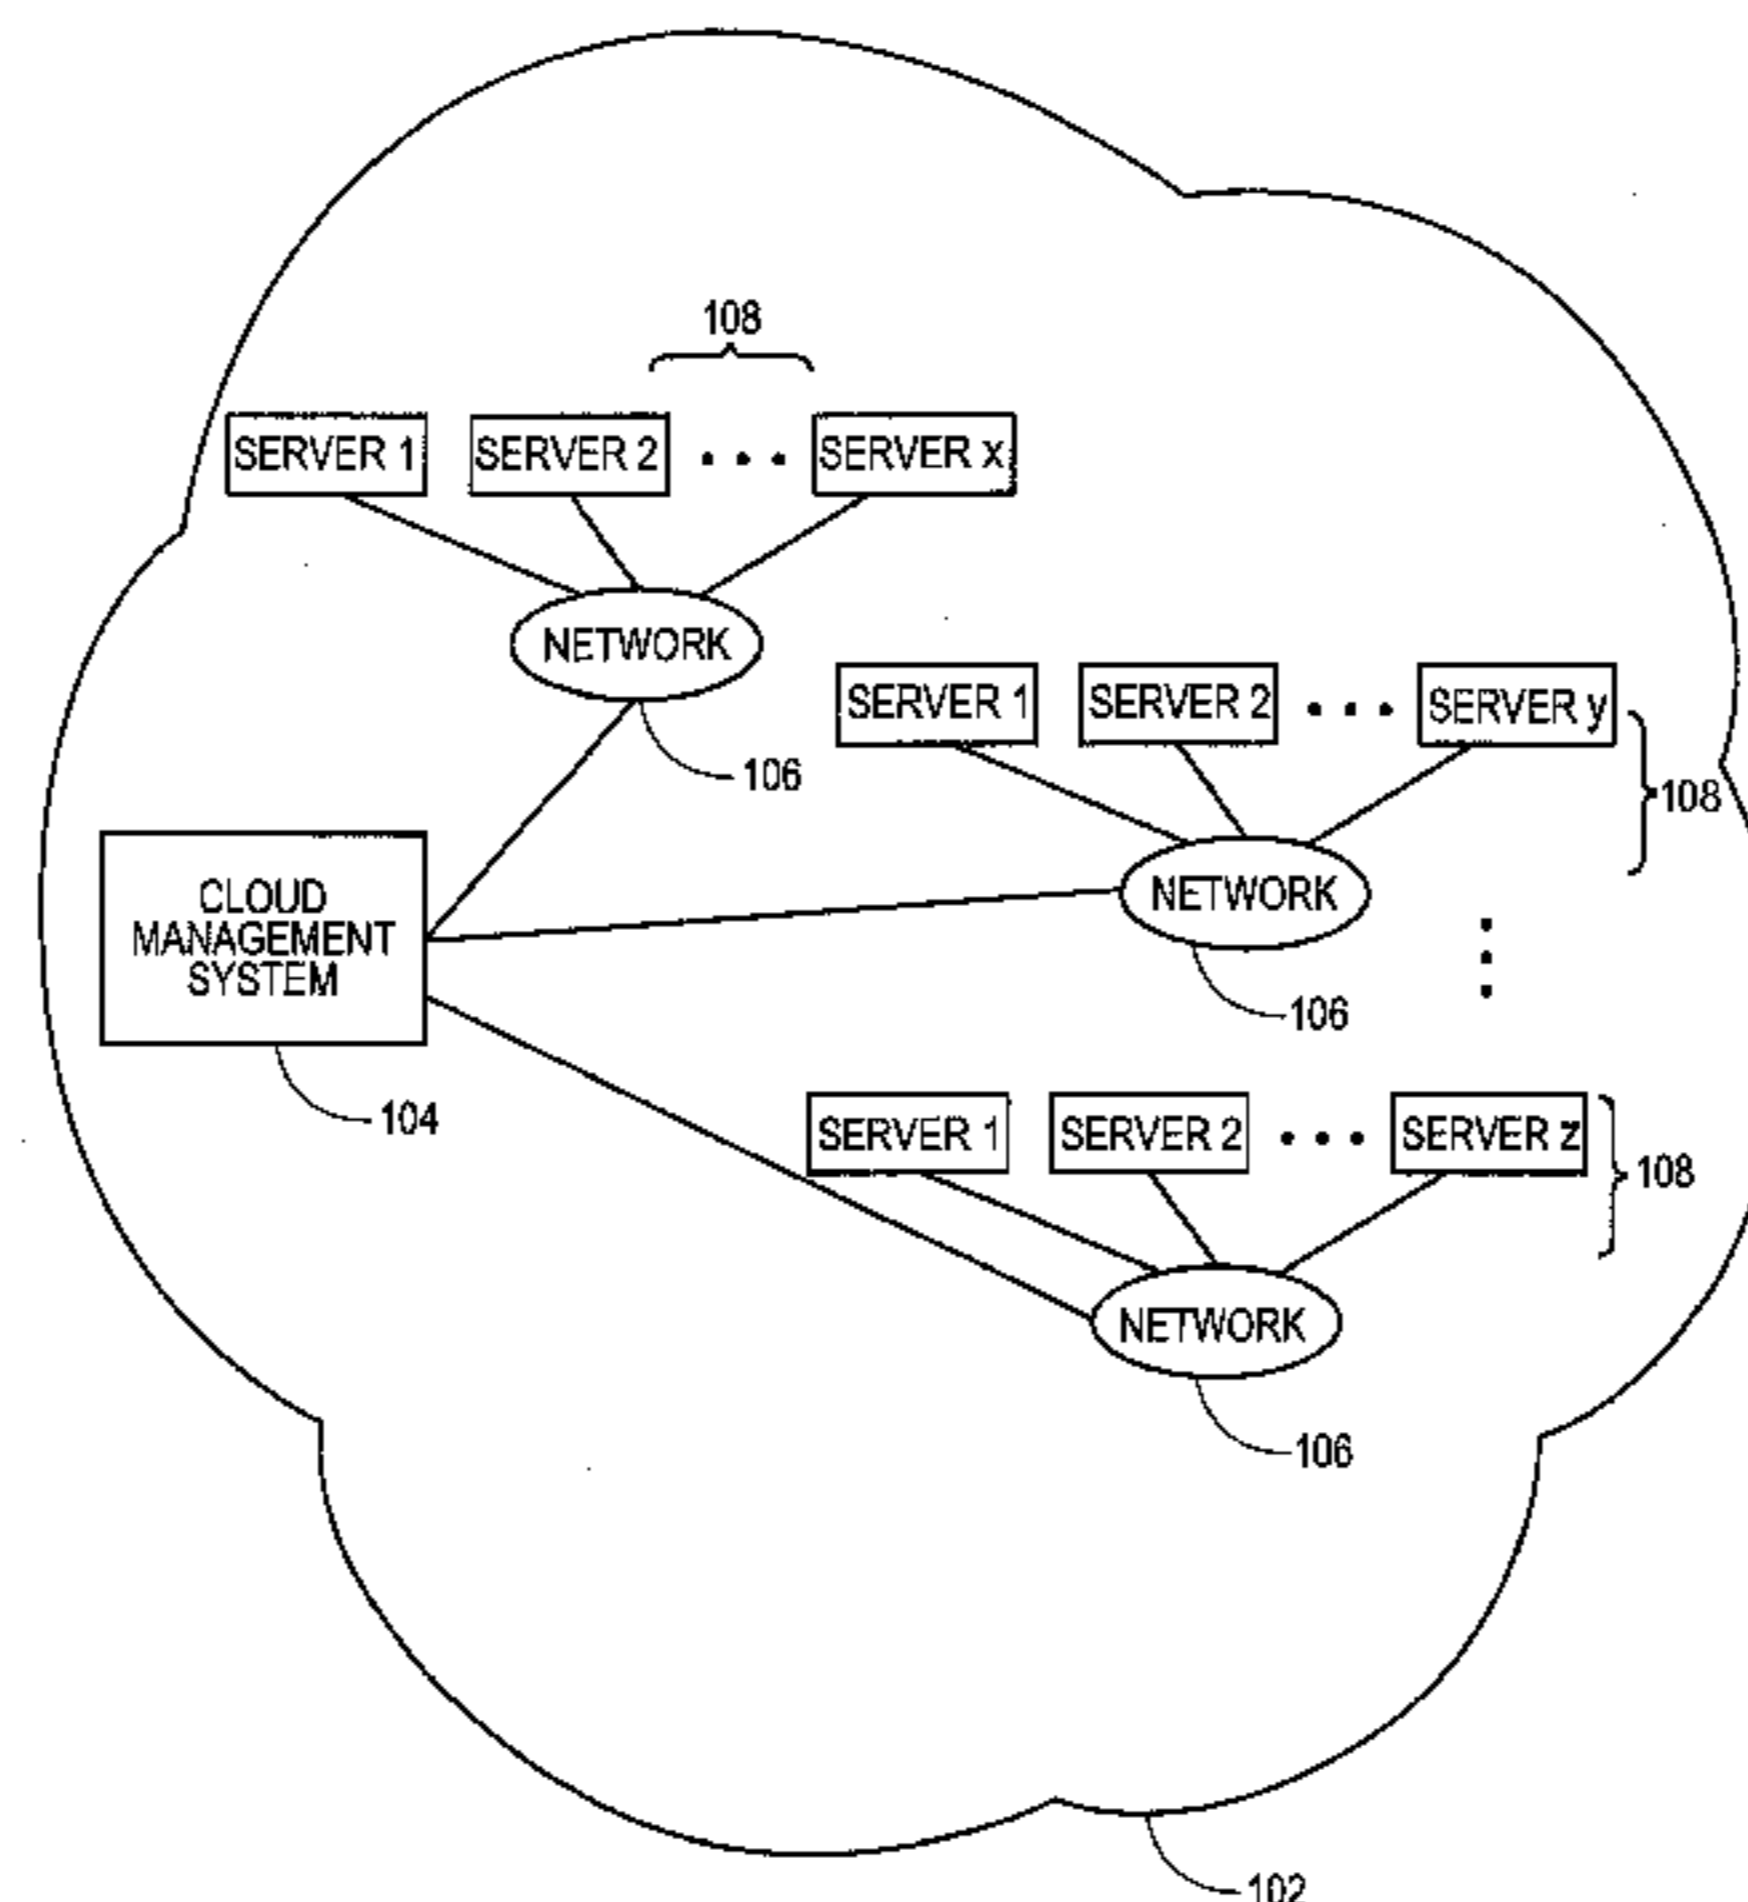 108
SERVER 1
SERVER 2
SERVER x
NETWORK
106
SERVER 1
SERVER 2
SERVER y
108
NETWORK
106
CLOUD
MANAGEMENT
SYSTEM
104
SERVER 1
SERVER 2
SERVER z
108
NETWORK
106
102